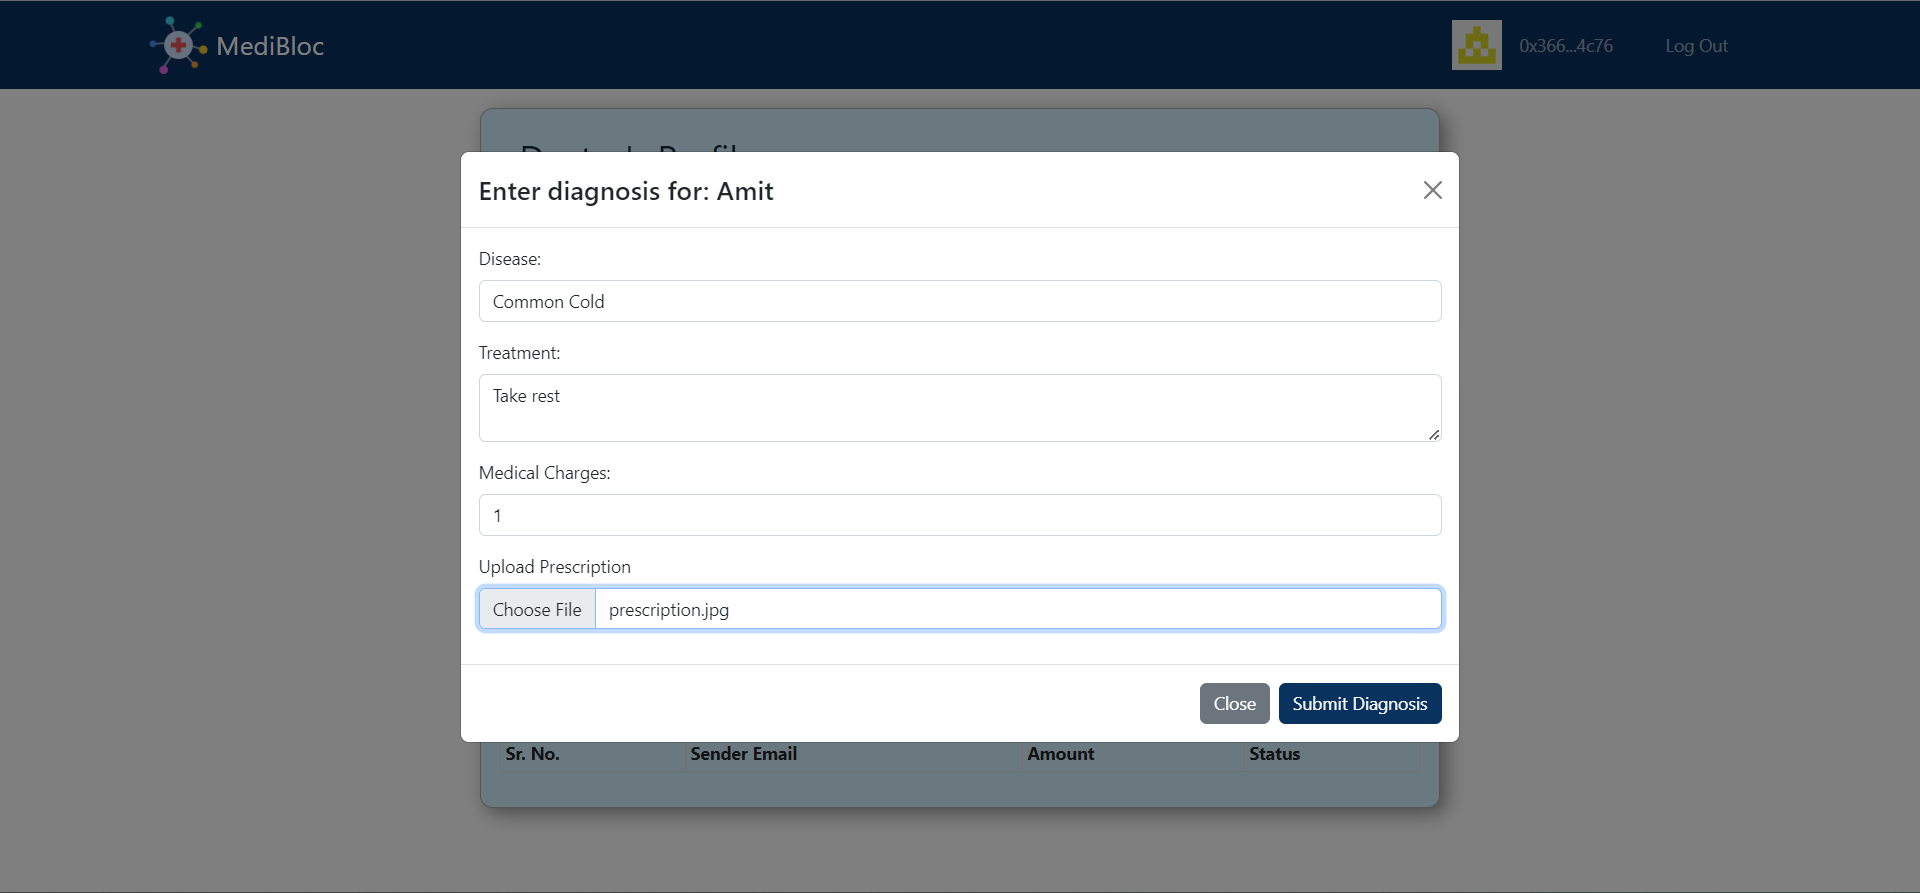 MediBloc
0x366...4c76
Log Out
Enter diagnosis for: Amit
Disease:
Common Cold
Treatment:
Take rest
Medical Charges:
1
Upload Prescription
Choose File prescription.jpg
Close Submit Diagnosis
Sr. No. Sender Email Amount Status